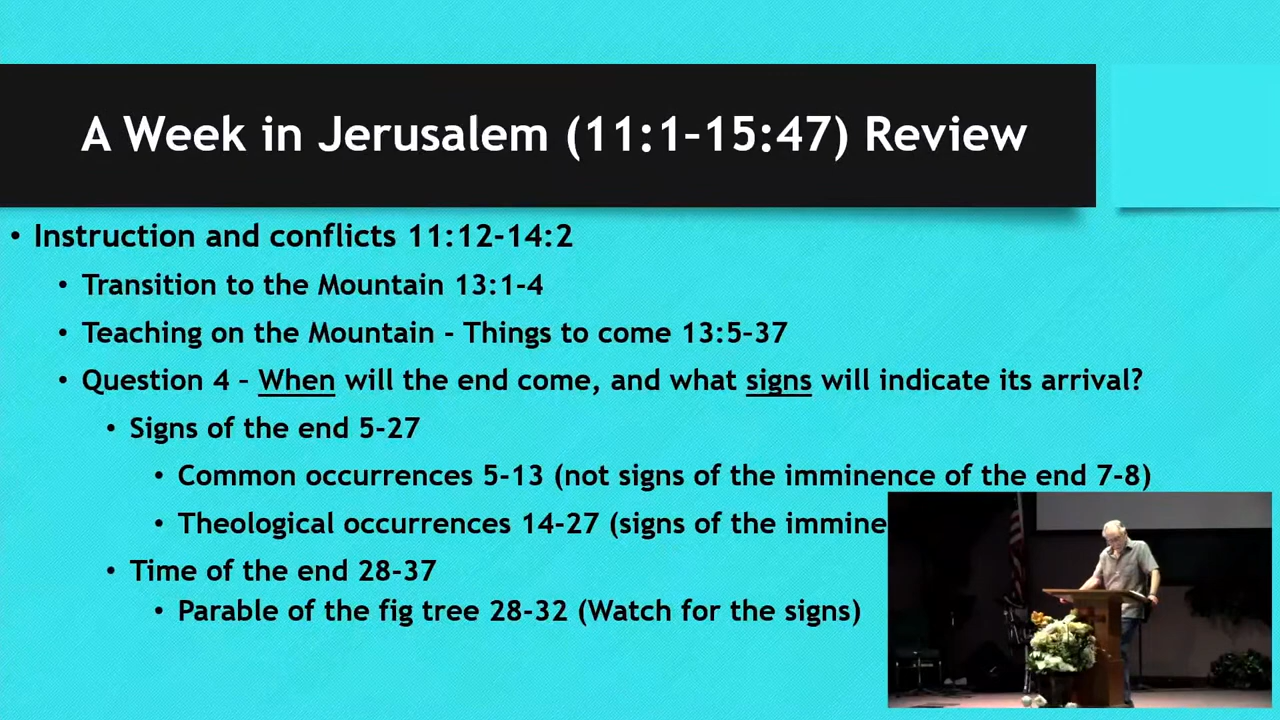 A Week in Jerusalem (11:1–15:47) Review
• Instruction and conflicts 11:12-14:2
• Transition to the Mountain 13:1-4
• Teaching on the Mountain - Things to come 13:5–37
• Question 4 – When will the end come, and what signs will indicate its arrival?
• Signs of the end 5-27
• Common occurrences 5-13 (not signs of the imminence of the end 7-8)
• Theological occurrences 14-27 (signs of the
• Time of the end 28-37
• Parable of the fig tree 28-32 (Watch for the signs)